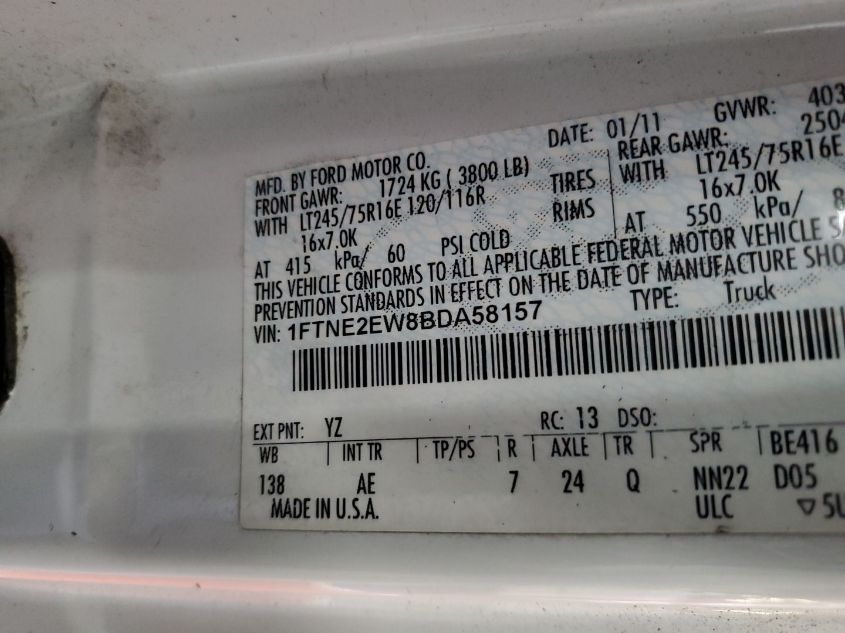 MFD. BY FORD MOTOR CO. DATE: 01/11 GVWR: 403
FRONT GAWR: 1724 KG ( 3800 LB) REAR GAWR: 2504
WITH LT245/75R16E 120/116R TIRES WITH LT245/75R16E
16x7.0K RIMS 16x7.0K
AT 415 kPa/ 60 PSI COLD AT 550 kPa/ 8
THIS VEHICLE CONFORMS TO ALL APPLICABLE FEDERAL MOTOR VEHICLE S
PREVENTION STANDARDS IN EFFECT ON THE DATE OF MANUFACTURE SHO
VIN: 1FTNE2EW8BDA58157 TYPE: Truck
EXT PNT: YZ RC: 13 DSO:
WB INT TR TP/PS R AXLE TR SPR BE416
138 AE 7 24 Q NN22 D05
MADE IN U.S.A. ULC ▽5U